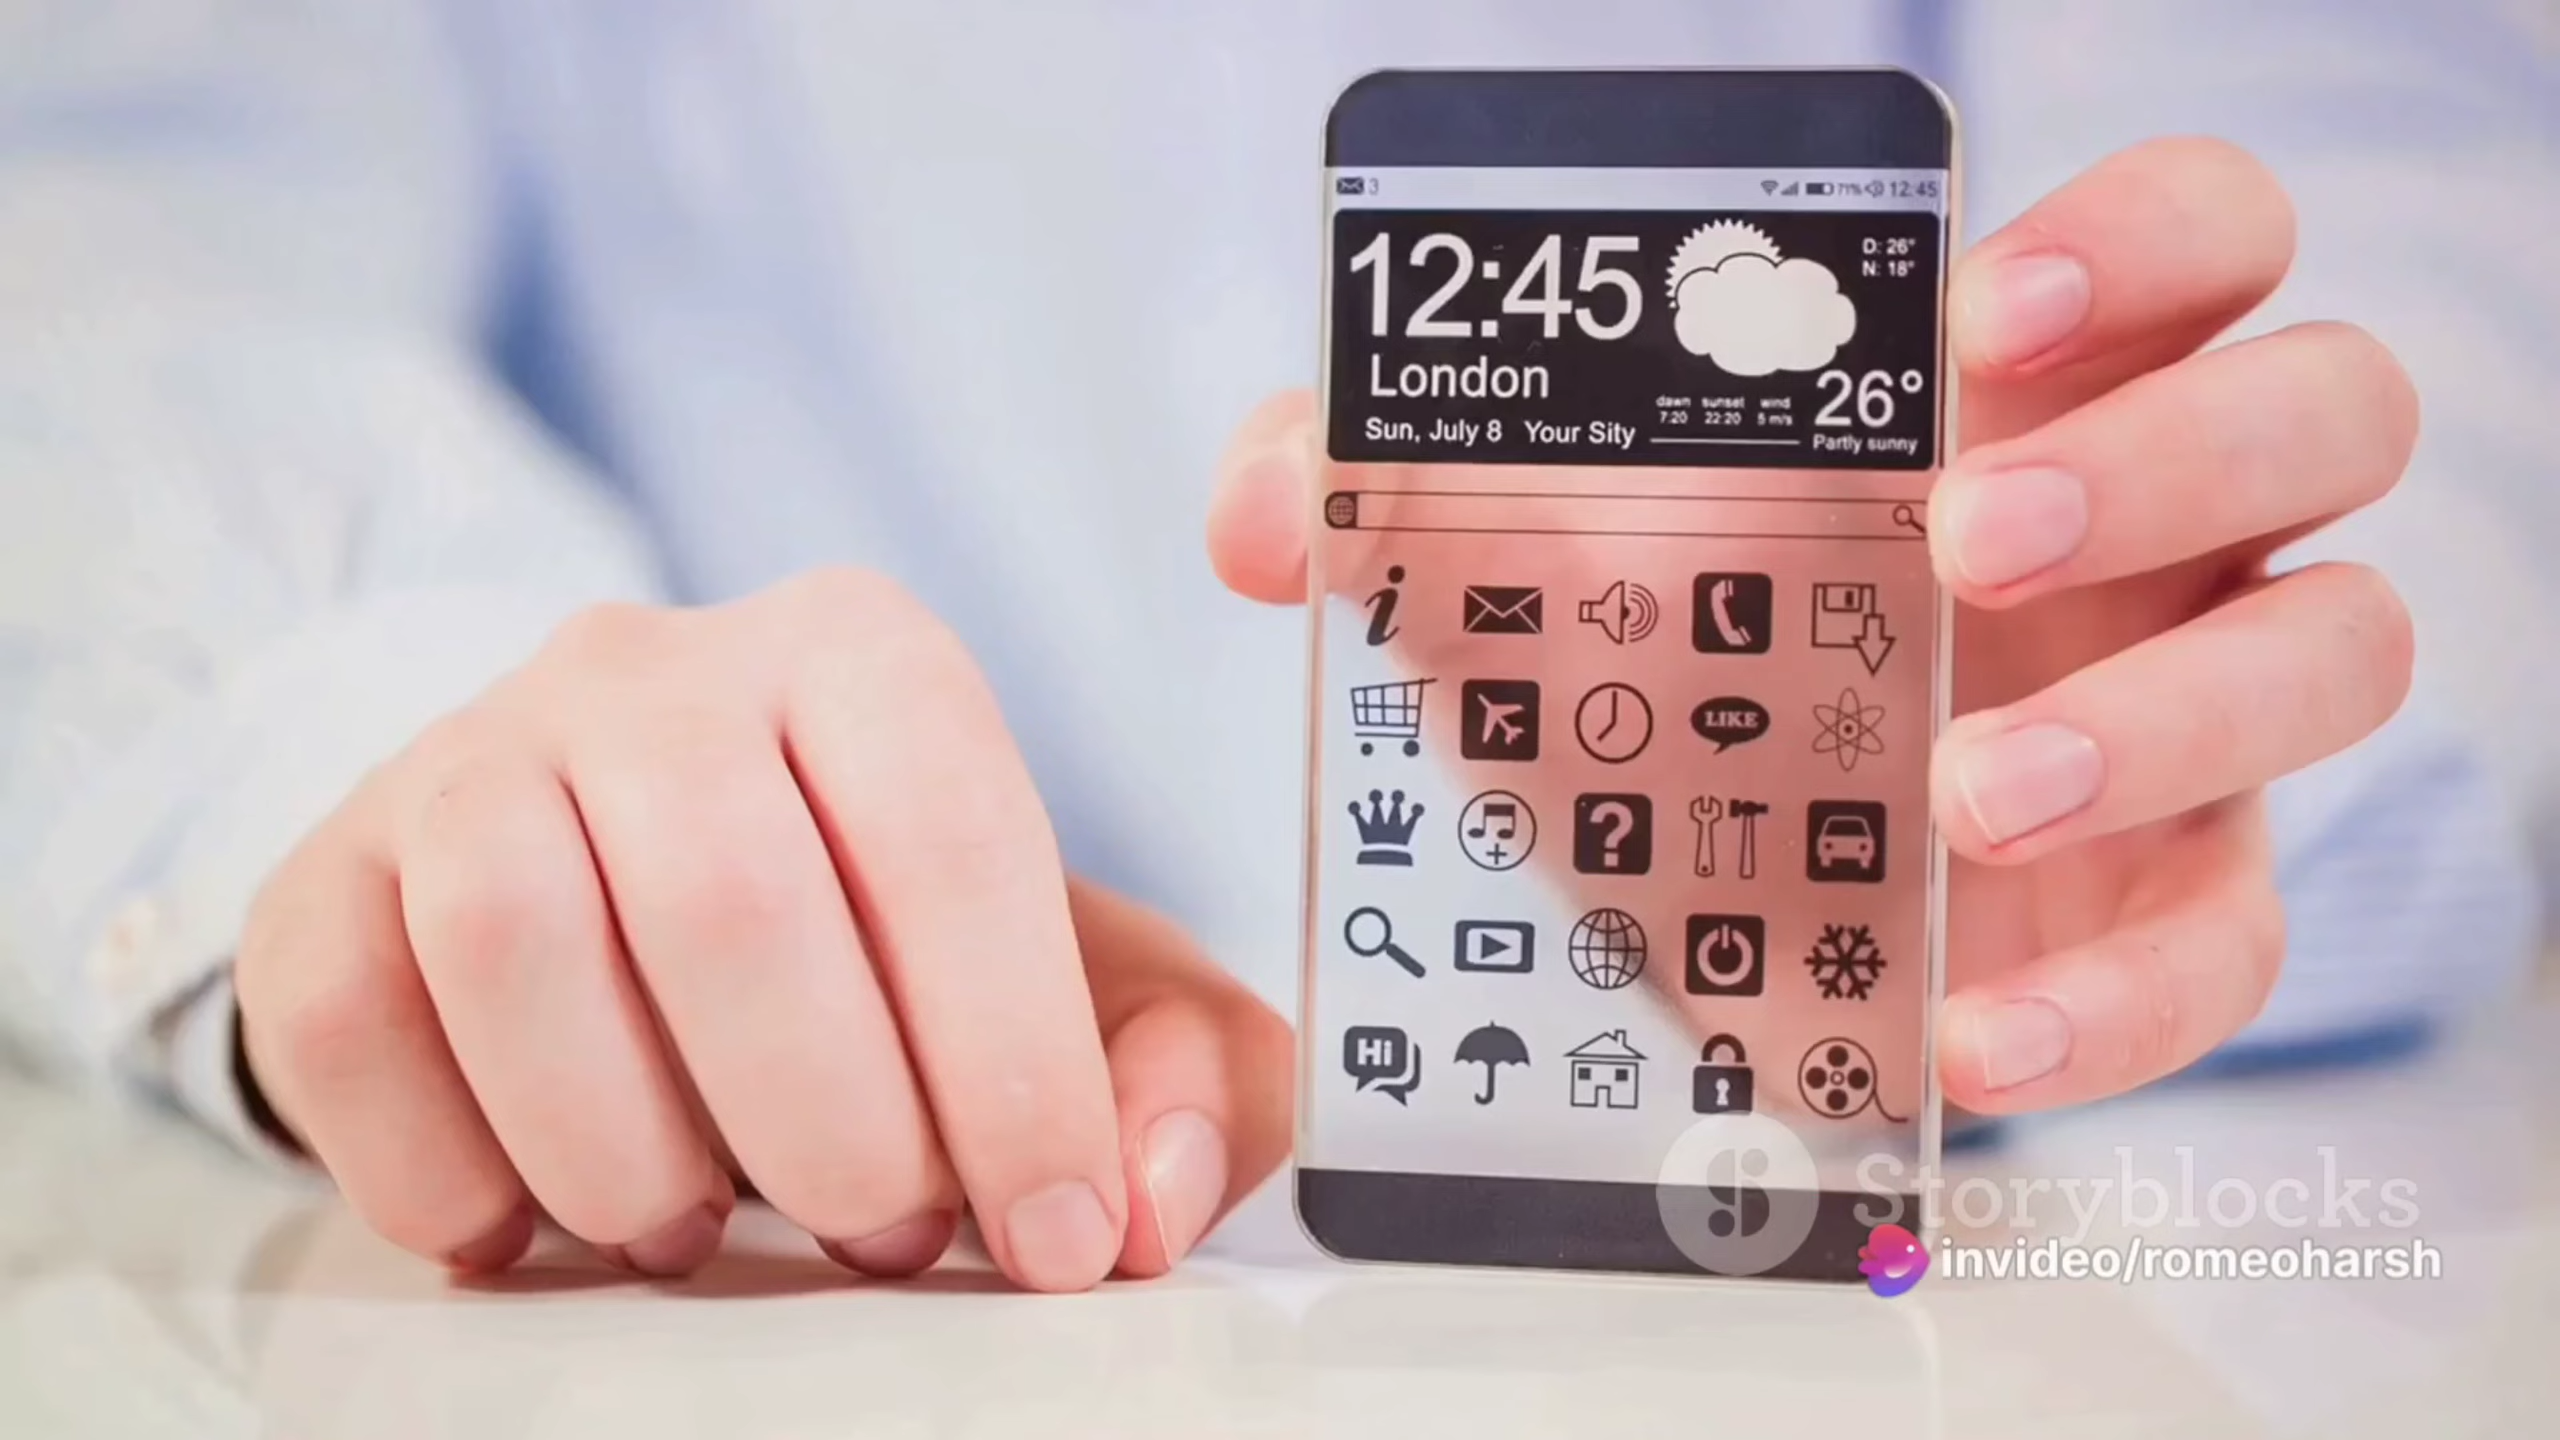 3
71% 12:45
12:45
D: 26°
N: 18°
London
dawn sunset wind
7:20 22:20 5 m/s
26°
Sun, July 8 Your Sity
Partly sunny
LIKE
?
Hi
Storyblocks
invideo/romeoharsh